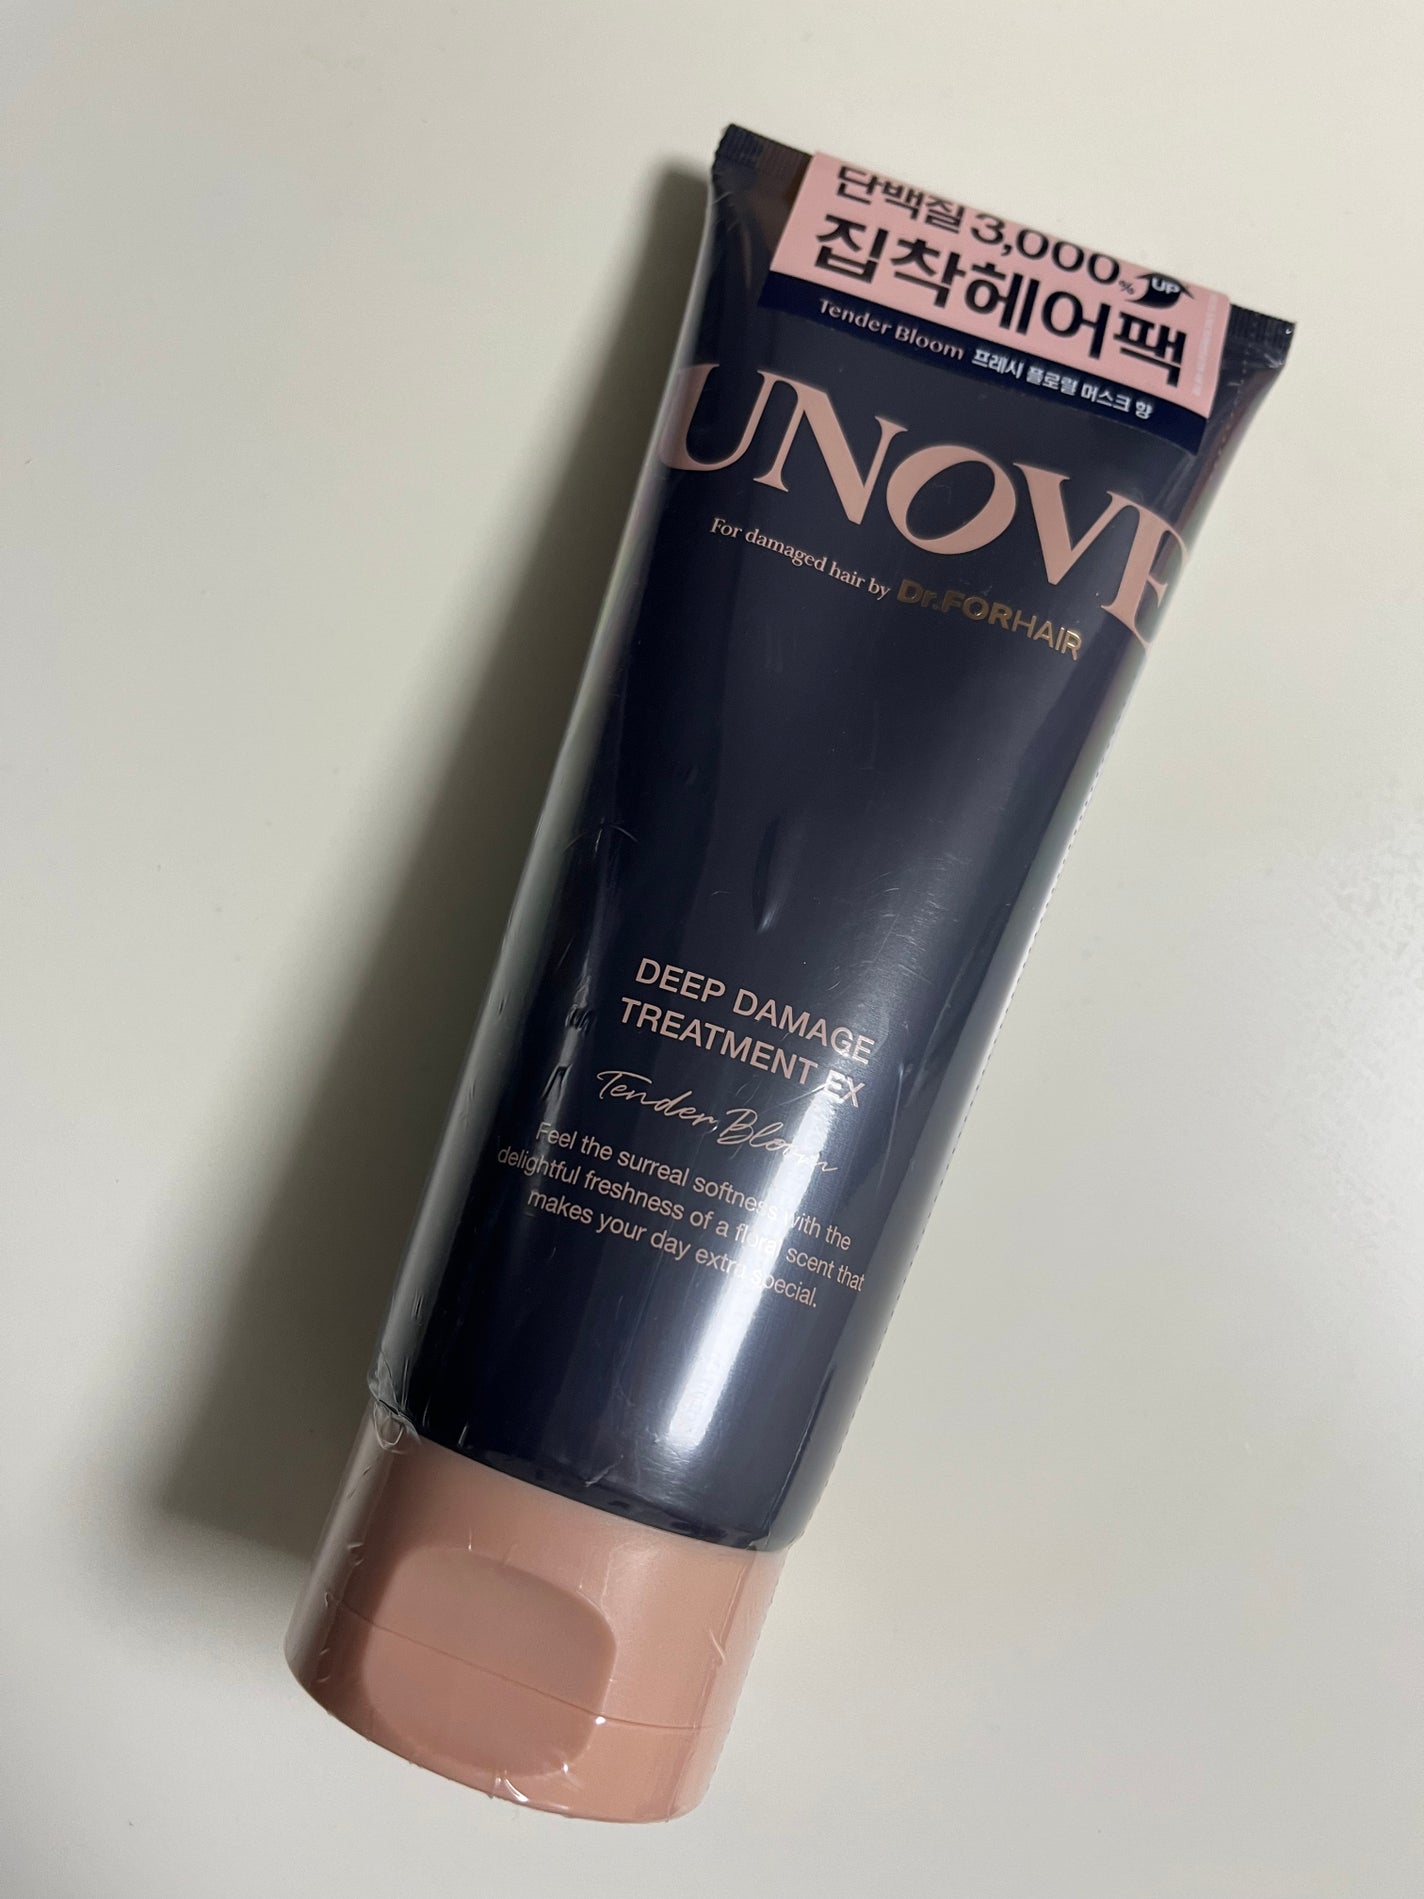 단백질 3,000% UP
집착헤어팩
Tender Bloom 프레시 플로럴 머스크 향
UNOVE
For damaged hair by Dr.FORHAIR
DEEP DAMAGE
TREATMENT EX
Tender Bloom
Feel the surreal softness with the
delightful freshness of a floral scent that
makes your day extra special.